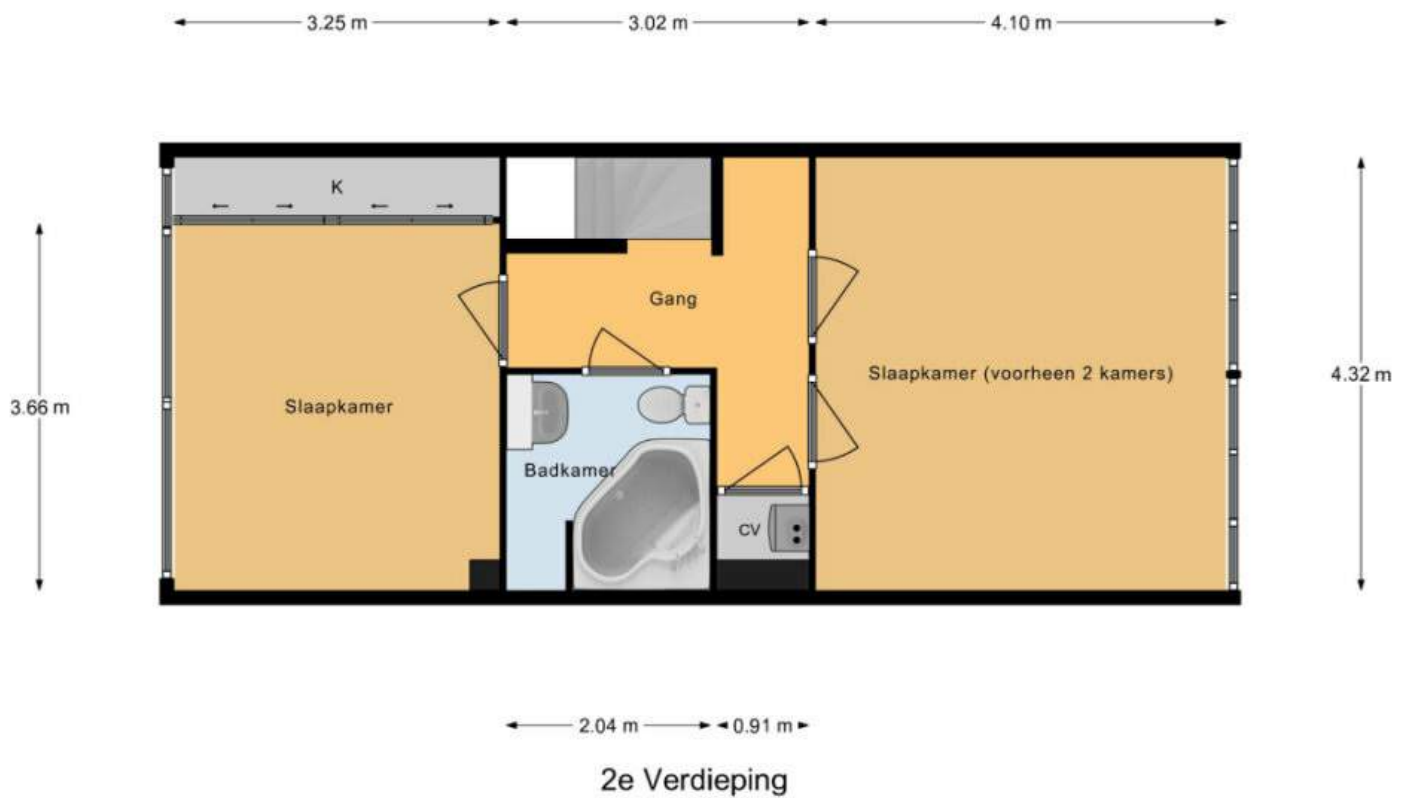 3.25 m
3.02 m
4.10 m
K
Gang
Slaapkamer (voorheen 2 kamers)
4.32 m
3.66 m
Slaapkamer
Badkamer
CV
2.04 m
0.91 m
2e Verdieping